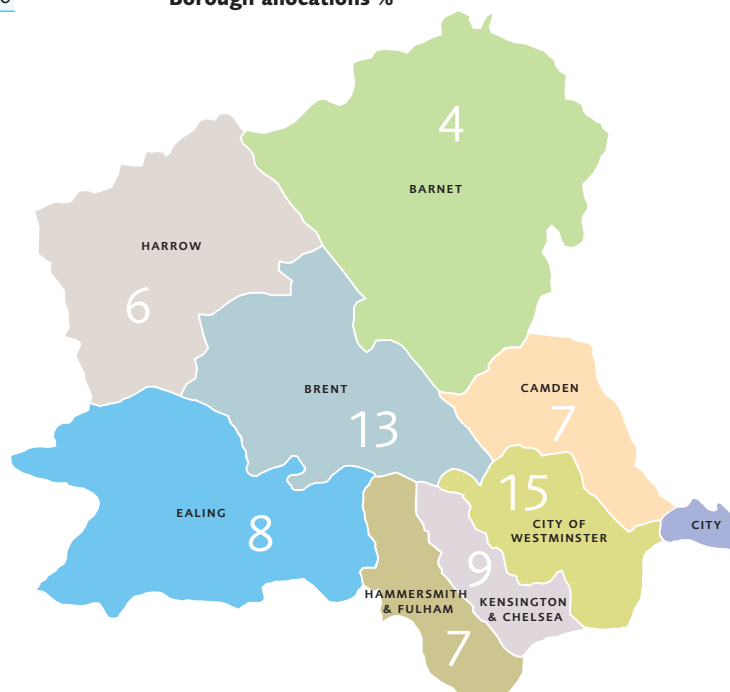 Borough allocations %
4
BARNET
HARROW
6
BRENT
13
CAMDEN
7
15
CITY OF
WESTMINSTER
CITY
EALING
8
9
HAMMERSMITH
& FULHAM
KENSINGTON
& CHELSEA
7